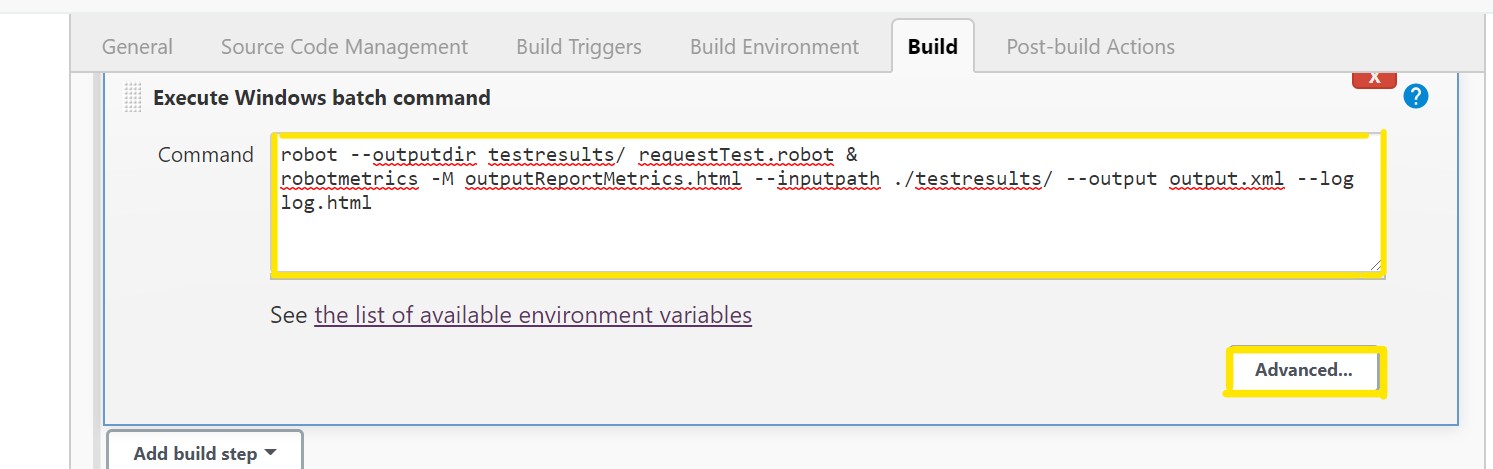 General Source Code Management Build Triggers Build Environment Build Post-build Actions
X
Execute Windows batch command ?
Command
robot --outputdir testresults/ requestTest.robot &
robotmetrics -M outputReportMetrics.html --inputpath ./testresults/ --output output.xml --log
log.html
See the list of available environment variables
Advanced...
Add build step